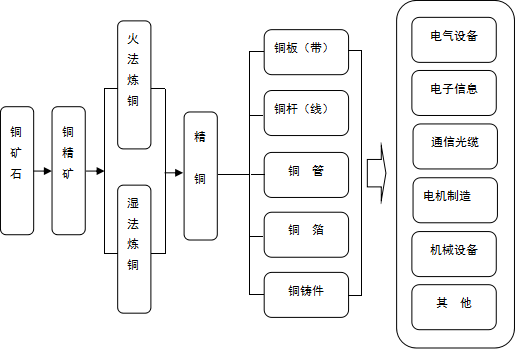 铜矿石
铜精矿
火法炼铜
湿法炼铜
精铜
铜板（带）
铜杆（线）
铜 管
铜 箔
铜铸件
电气设备
电子信息
通信光缆
电机制造
机械设备
其 他